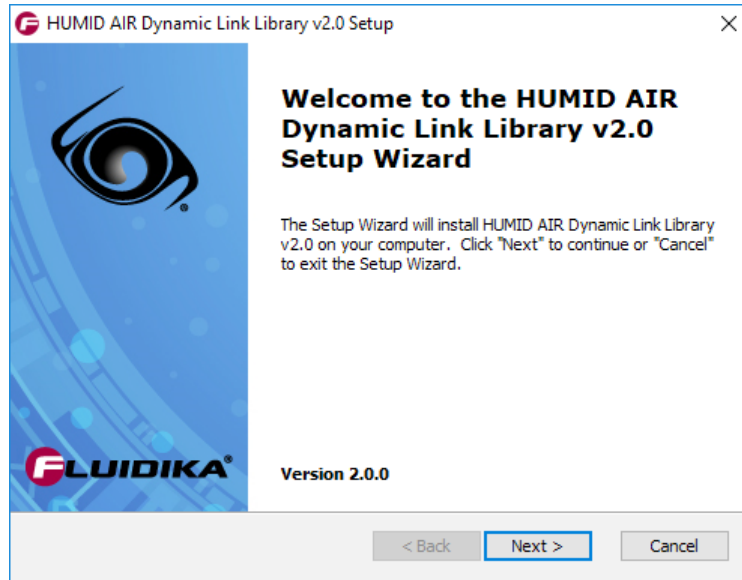 HUMID AIR Dynamic Link Library v2.0 Setup
Welcome to the HUMID AIR
Dynamic Link Library v2.0
Setup Wizard
The Setup Wizard will install HUMID AIR Dynamic Link Library
v2.0 on your computer.  Click "Next" to continue or "Cancel"
to exit the Setup Wizard.
FLUIDIKA®
Version 2.0.0
< Back
Next >
Cancel